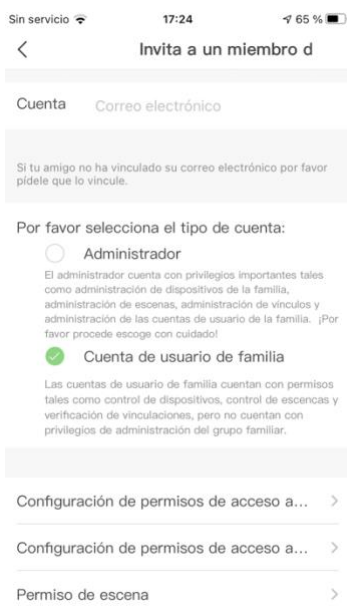 Sin servicio 17:24 65 %
Invita a un miembro d
Cuenta Correo electrónico
Si tu amigo no ha vinculado su correo electrónico por favor
pídele que lo vincule.
Por favor selecciona el tipo de cuenta:
Administrador
El administrador cuenta con privilegios importantes tales
como administración de dispositivos de la familia,
administración de escenas, administración de vínculos y
administración de las cuentas de usuario de la familia. ¡Por
favor procede escoge con cuidado!
Cuenta de usuario de familia
Las cuentas de usuario de familia cuentan con permisos
tales como control de dispositivos, control de escencas y
verificación de vinculaciones, pero no cuentan con
privilegios de administración del grupo familiar.
Configuración de permisos de acceso a...
Configuración de permisos de acceso a...
Permiso de escena